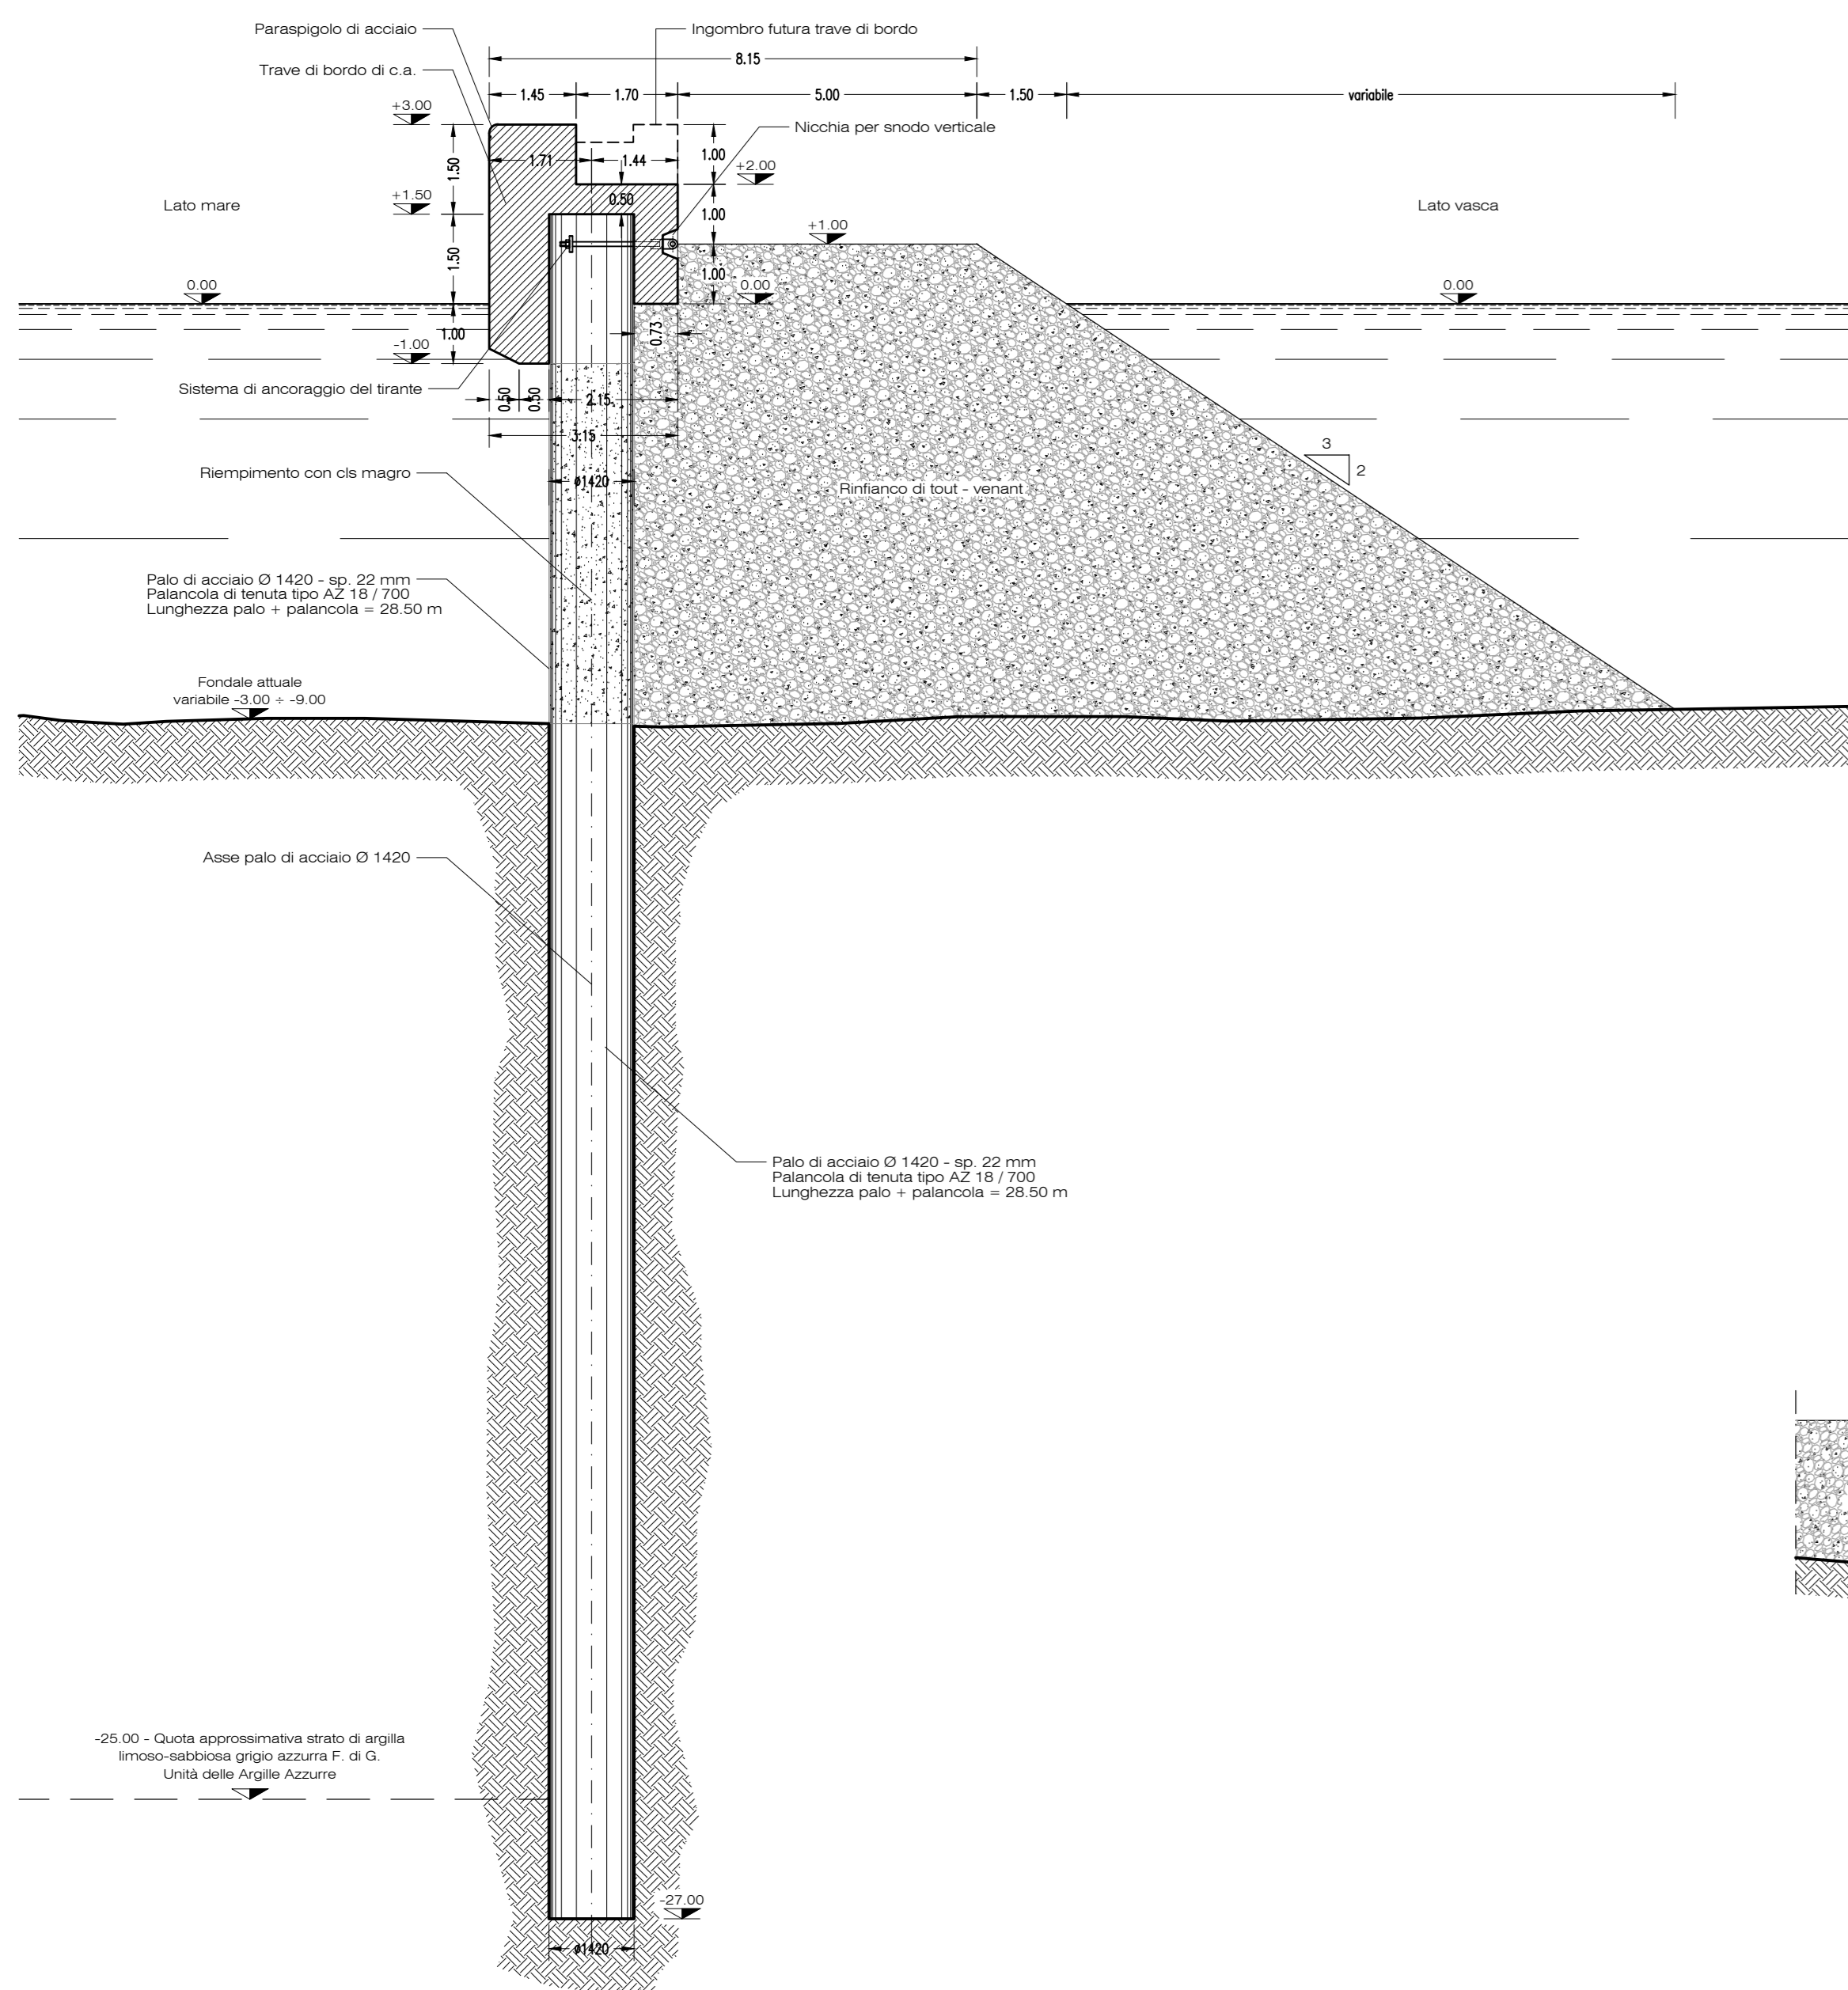 Paraspigolo di acciaio
Ingombro futura trave di bordo
8.15
Trave di bordo di c.a.
1.45
1.70
5.00
1.50
variabile
+3.00
Nicchia per snodo verticale
1.50
1.71
1.44
1.00
+2.00
+1.50
0.50
1.00
Lato mare
Lato vasca
+1.00
1.50
1.00
0.00
0.00
0.00
1.00
0.73
-1.00
Sistema di ancoraggio del tirante
0.50
0.50
2.15
3.15
3
2
Riempimento con cls magro
ø1420
Rinfianco di tout - venant
Palo di acciaio Ø 1420 - sp. 22 mm
Palancola di tenuta tipo AZ 18 / 700
Lunghezza palo + palancola = 28.50 m
Fondale attuale
variabile -3.00 ÷ -9.00
Asse palo di acciaio Ø 1420
Palo di acciaio Ø 1420 - sp. 22 mm
Palancola di tenuta tipo AZ 18 / 700
Lunghezza palo + palancola = 28.50 m
-25.00 - Quota approssimativa strato di argilla
limoso-sabbiosa grigio azzurra F. di G.
Unità delle Argille Azzurre
-27.00
ø1420